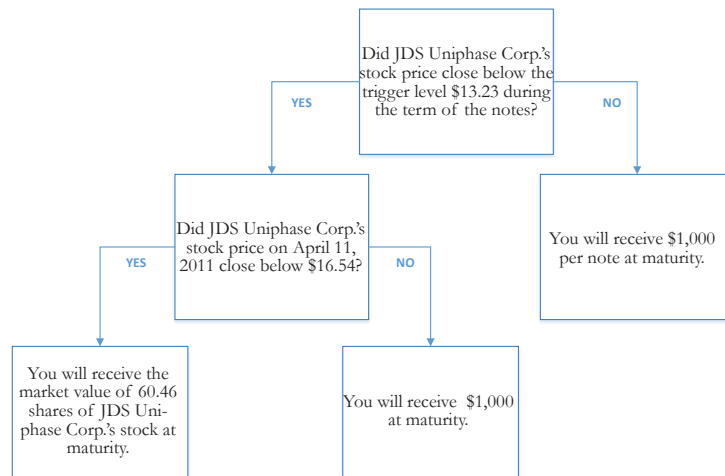 Did JDS Uniphase Corp.'s
stock price close below the
trigger level $13.23 during
the term of the notes?
YES
NO
Did JDS Uniphase Corp.'s
stock price on April 11,
2011 close below $16.54?
You will receive $1,000
per note at maturity.
YES
NO
You will receive the
market value of 60.46
shares of JDS Uni-
phase Corp.'s stock at
maturity.
You will receive $1,000
at maturity.